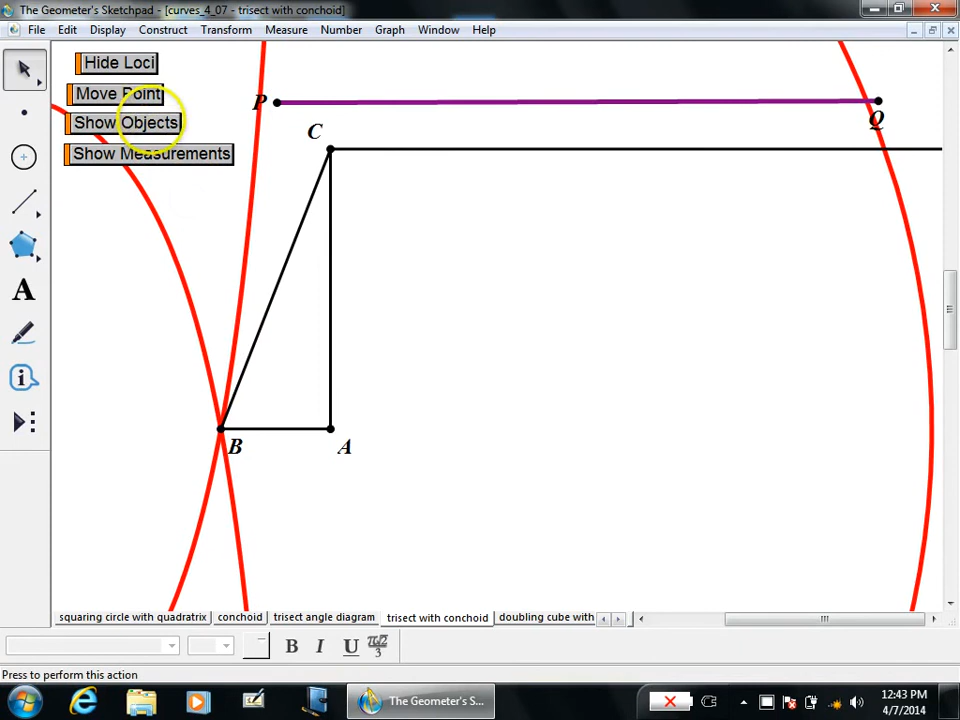 The Geometer's Sketchpad - [curves_4_07 - trisect with conchoid]
File Edit Display Construct Transform Measure Number Graph Window Help
Hide Loci
Move Point
Show Objects
Show Measurements
P
Q
C
B
A
A
i
squaring circle with quadratrix conchoid trisect angle diagram trisect with conchoid doubling cube with
B I U π/2 3
Press to perform this action
The Geometer's S...
12:43 PM
4/7/2014